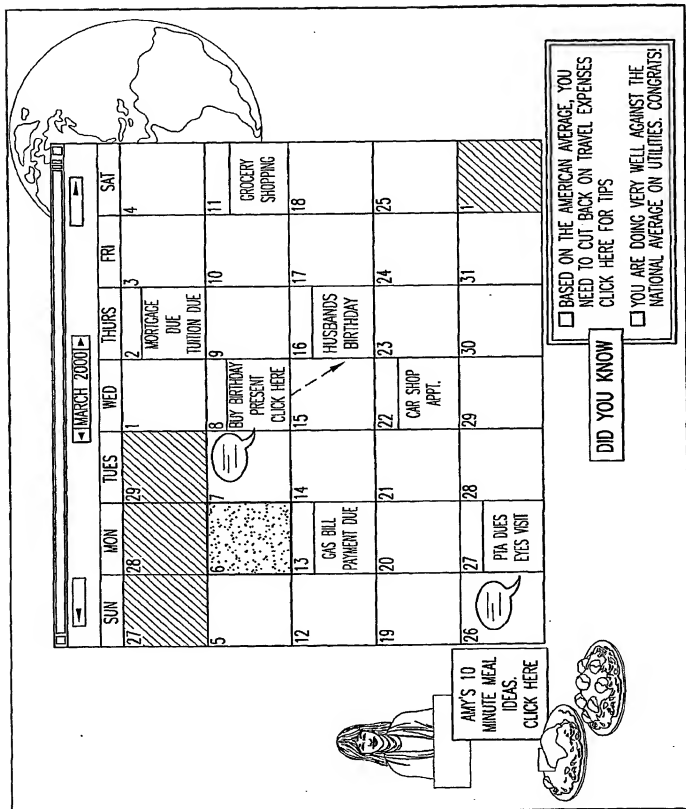 ◄ MARCH 2000 ►
SUN MON TUES WED THURS FRI SAT
27 28 29 1 2 3 4
MORTGAGE
DUE
TUITION DUE
5 6 7 8 9 10 11
BUY BIRTHDAY
PRESENT
CLICK HERE
GROCERY
SHOPPING
12 13 14 15 16 17 18
GAS BILL
PAYMENT DUE
HUSBANDS
BIRTHDAY
19 20 21 22 23 24 25
CAR SHOP
APPT.
26 27 28 29 30 31 1
PTA DUES
EYES VISIT
AMY'S 10
MINUTE MEAL
IDEAS.
CLICK HERE
DID YOU KNOW
BASED ON THE AMERICAN AVERAGE, YOU
NEED TO CUT BACK ON TRAVEL EXPENSES
CLICK HERE FOR TIPS
YOU ARE DOING VERY WELL AGAINST THE
NATIONAL AVERAGE ON UTILITIES. CONGRATS!